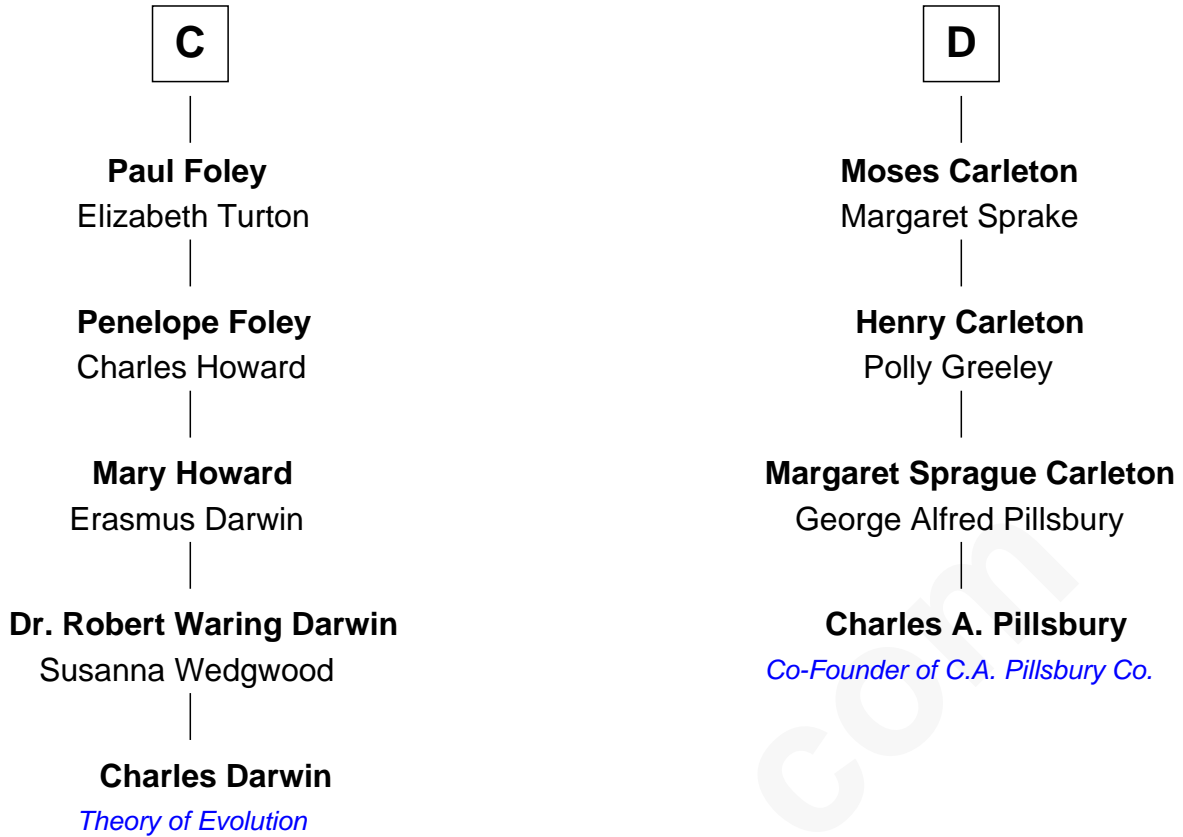 C
Paul Foley
Elizabeth Turton
Penelope Foley
Charles Howard
Mary Howard
Erasmus Darwin
Dr. Robert Waring Darwin
Susanna Wedgwood
Charles Darwin
Theory of Evolution
D
Moses Carleton
Margaret Sprake
Henry Carleton
Polly Greeley
Margaret Sprague Carleton
George Alfred Pillsbury
Charles A. Pillsbury
Co-Founder of C.A. Pillsbury Co.
com